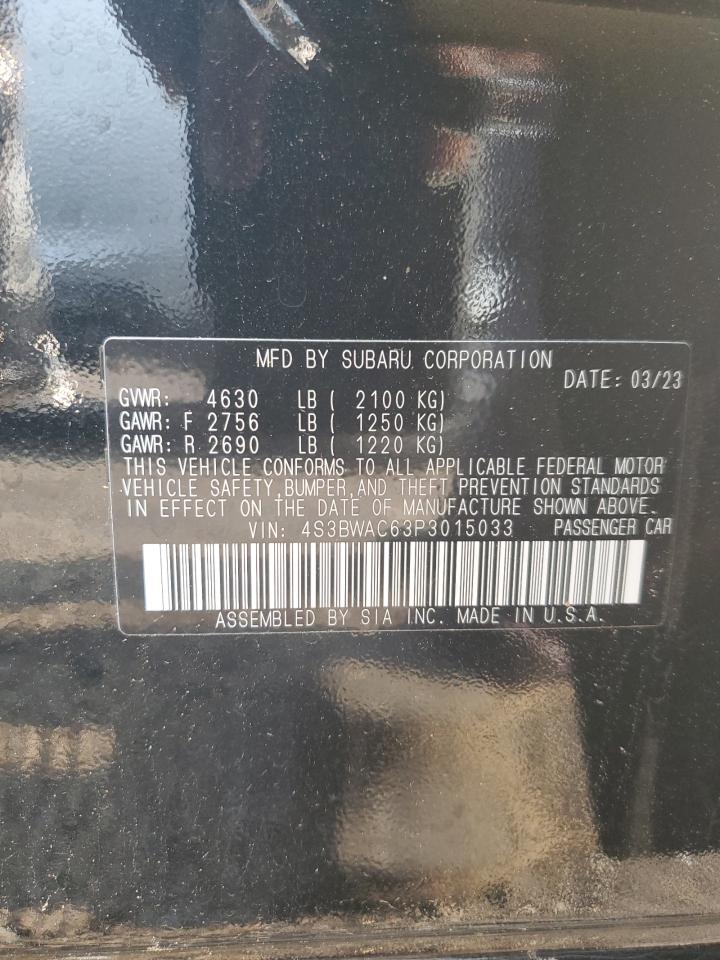 MFD BY SUBARU CORPORATION
DATE: 03/23
GVWR: 4630 LB ( 2100 KG)
GAWR: F 2756 LB ( 1250 KG)
GAWR: R 2690 LB ( 1220 KG)
THIS VEHICLE CONFORMS TO ALL APPLICABLE FEDERAL MOTOR
VEHICLE SAFETY, BUMPER, AND THEFT PREVENTION STANDARDS
IN EFFECT ON THE DATE OF MANUFACTURE SHOWN ABOVE.
VIN: 4S3BWAC63P3015033 PASSENGER CAR
ASSEMBLED BY SIA INC. MADE IN U.S.A.